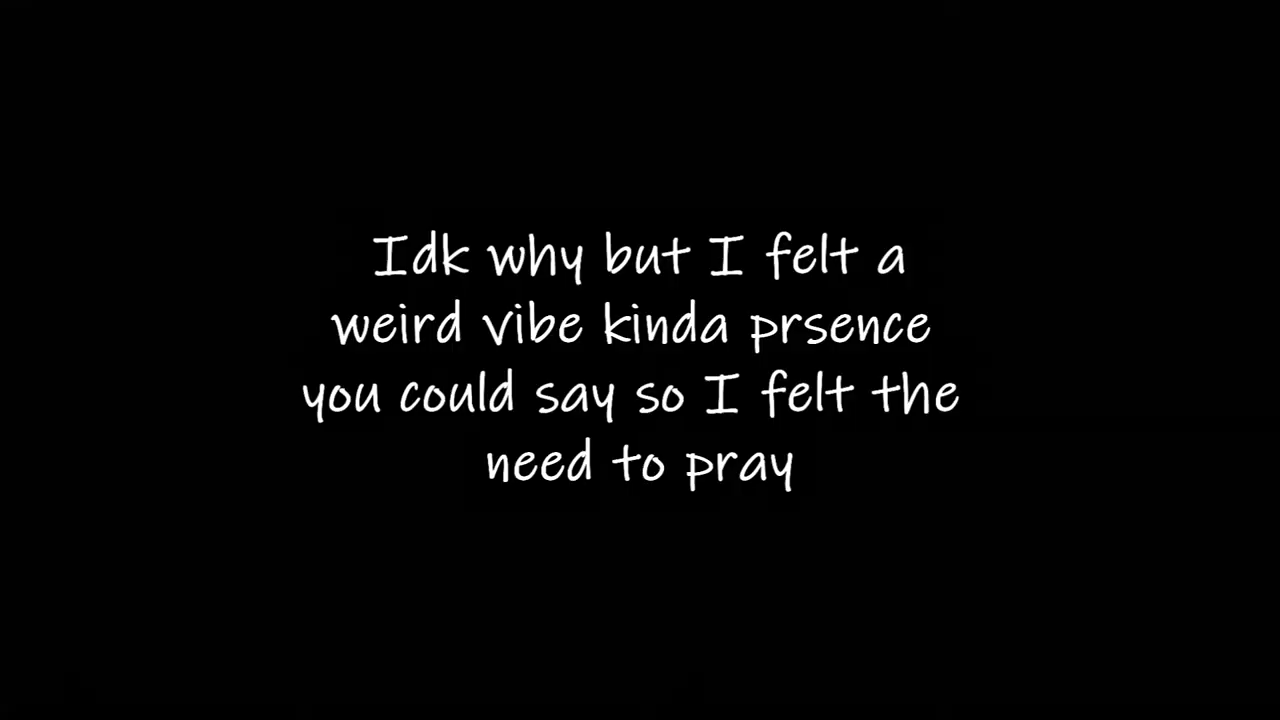 Idk why but I felt a
weird vibe kinda prsence
you could say so I felt the
need to pray